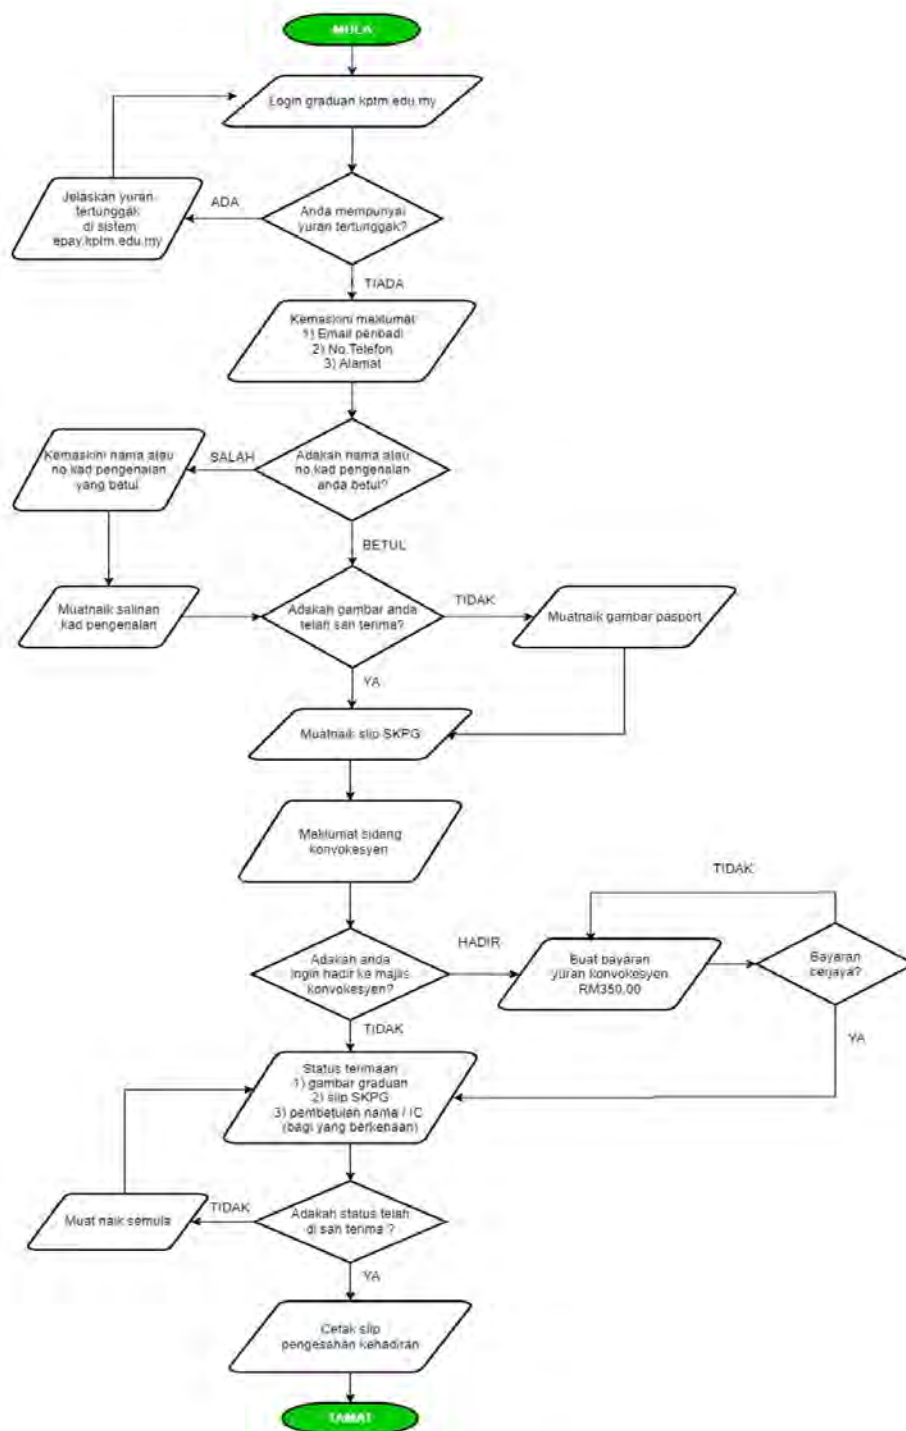 MULA
Login graduan kptm.edu.my
Jelaskan yuran
tertunggak
di sistem
epay.kptm.edu.my
ADA
Anda mempunyai
yuran tertunggak?
TIADA
Kemaskini maklumat
1) Email peribadi
2) No.Telefon
3) Alamat
Kemaskini nama atau
no.kad pengenalan
yang betul
SALAH
Adakah nama atau
no.kad pengenalan
anda betul?
BETUL
Muatnaik salinan
kad pengenalan
Adakah gambar anda
telah sah terima?
TIDAK
Muatnaik gambar pasport
YA
Muatnaik slip SKPG
Maklumat sidang
konvokesyen
TIDAK
Adakah anda
ingin hadir ke majlis
konvokesyen?
HADIR
Buat bayaran
yuran konvokesyen
RM350.00
Bayaran
berjaya?
TIDAK
YA
Status terimaan
1) gambar graduan
2) slip SKPG
3) pembetulan nama / IC
(bagi yang berkenaan)
Muat naik semula
TIDAK
Adakah status telah
di sah terima ?
YA
Cetak slip
pengesahan kehadiran
TAMAT